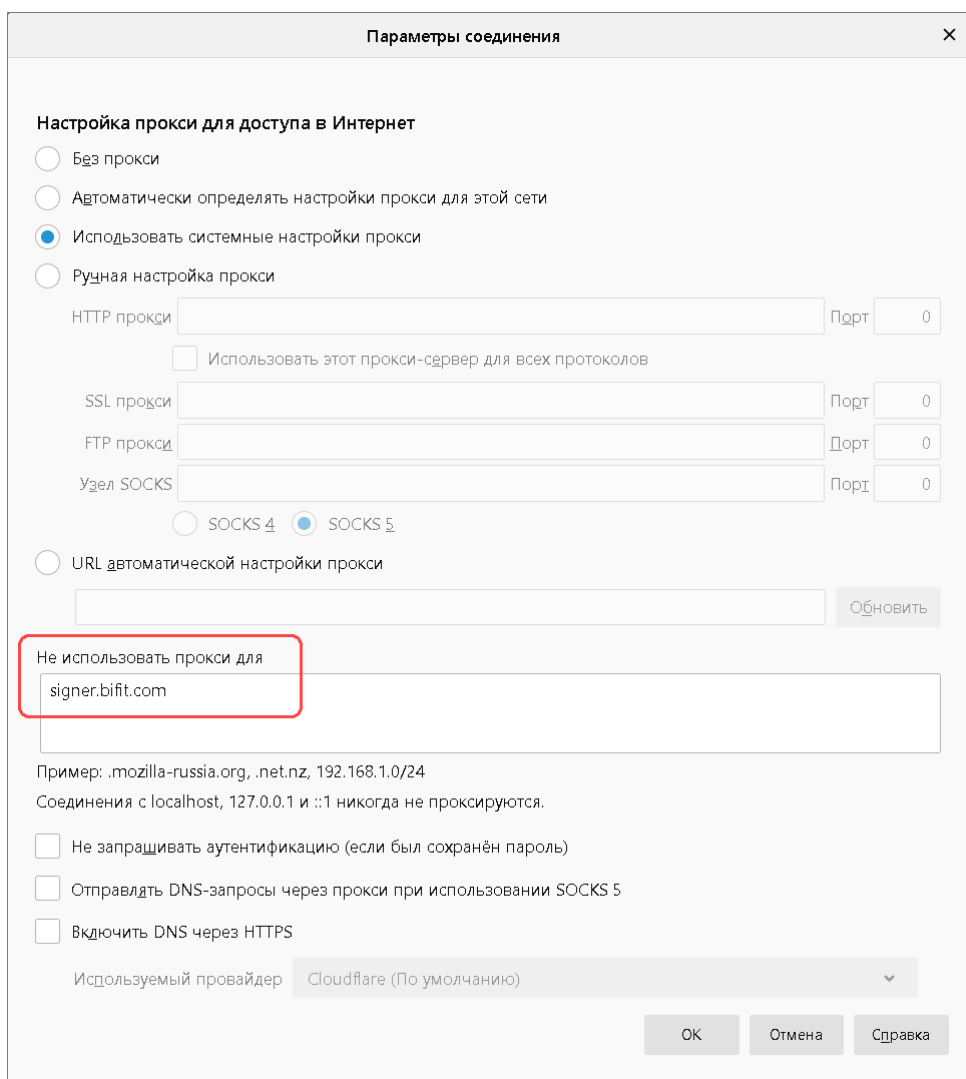 Параметры соединения
Настройка прокси для доступа в Интернет
Без прокси
Автоматически определять настройки прокси для этой сети
Использовать системные настройки прокси
Ручная настройка прокси
HTTP прокси Порт 0
Использовать этот прокси-сервер для всех протоколов
SSL прокси Порт 0
FTP прокси Порт 0
Узел SOCKS Порт 0
SOCKS 4 SOCKS 5
URL автоматической настройки прокси
Обновить
Не использовать прокси для
signer.bifit.com
Пример: .mozilla-russia.org, .net.nz, 192.168.1.0/24
Соединения с localhost, 127.0.0.1 и ::1 никогда не проксируются.
Не запрашивать аутентификацию (если был сохранён пароль)
Отправлять DNS-запросы через прокси при использовании SOCKS 5
Включить DNS через HTTPS
Используемый провайдер Cloudflare (По умолчанию)
ОК Отмена Справка